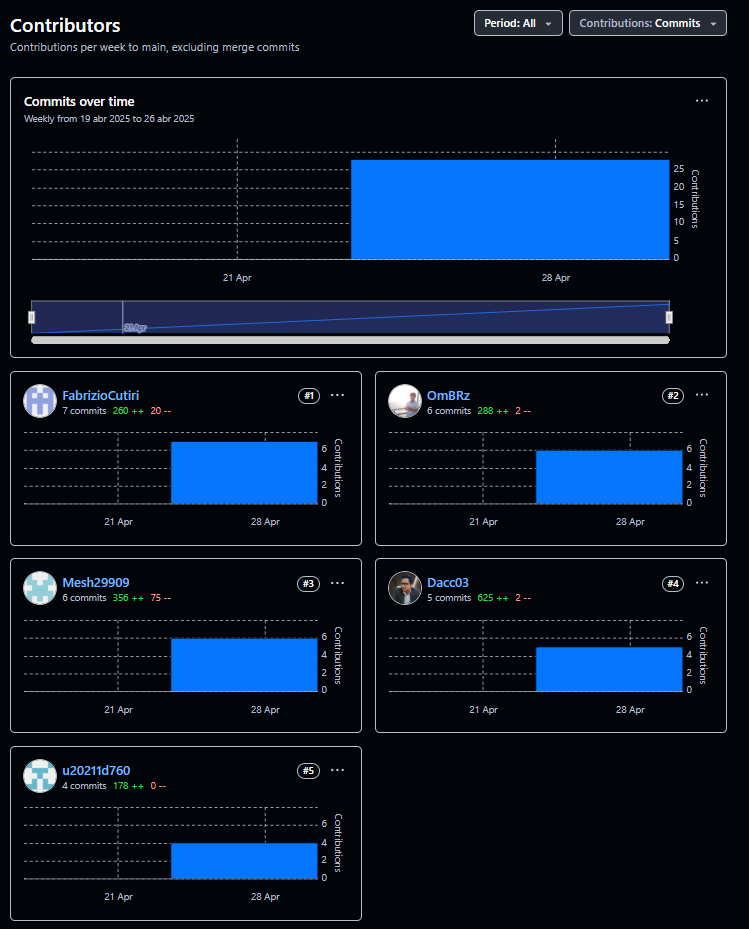 Contributors
Period: All
Contributions: Commits
Contributions per week to main, excluding merge commits
Commits over time
Weekly from 19 abr 2025 to 26 abr 2025
25
20
15
10
5
0
Contributions
21 Apr
28 Apr
21 Apr
FabrizioCutiri
#1
7 commits 260 ++ 20 --
6
4
2
0
Contributions
21 Apr
28 Apr
OmBRz
#2
6 commits 288 ++ 2 --
6
4
2
0
Contributions
21 Apr
28 Apr
Mesh29909
#3
6 commits 356 ++ 75 --
6
4
2
0
Contributions
21 Apr
28 Apr
Dacc03
#4
5 commits 625 ++ 2 --
6
4
2
0
Contributions
21 Apr
28 Apr
u20211d760
#5
4 commits 178 ++ 0 --
6
4
2
0
Contributions
21 Apr
28 Apr